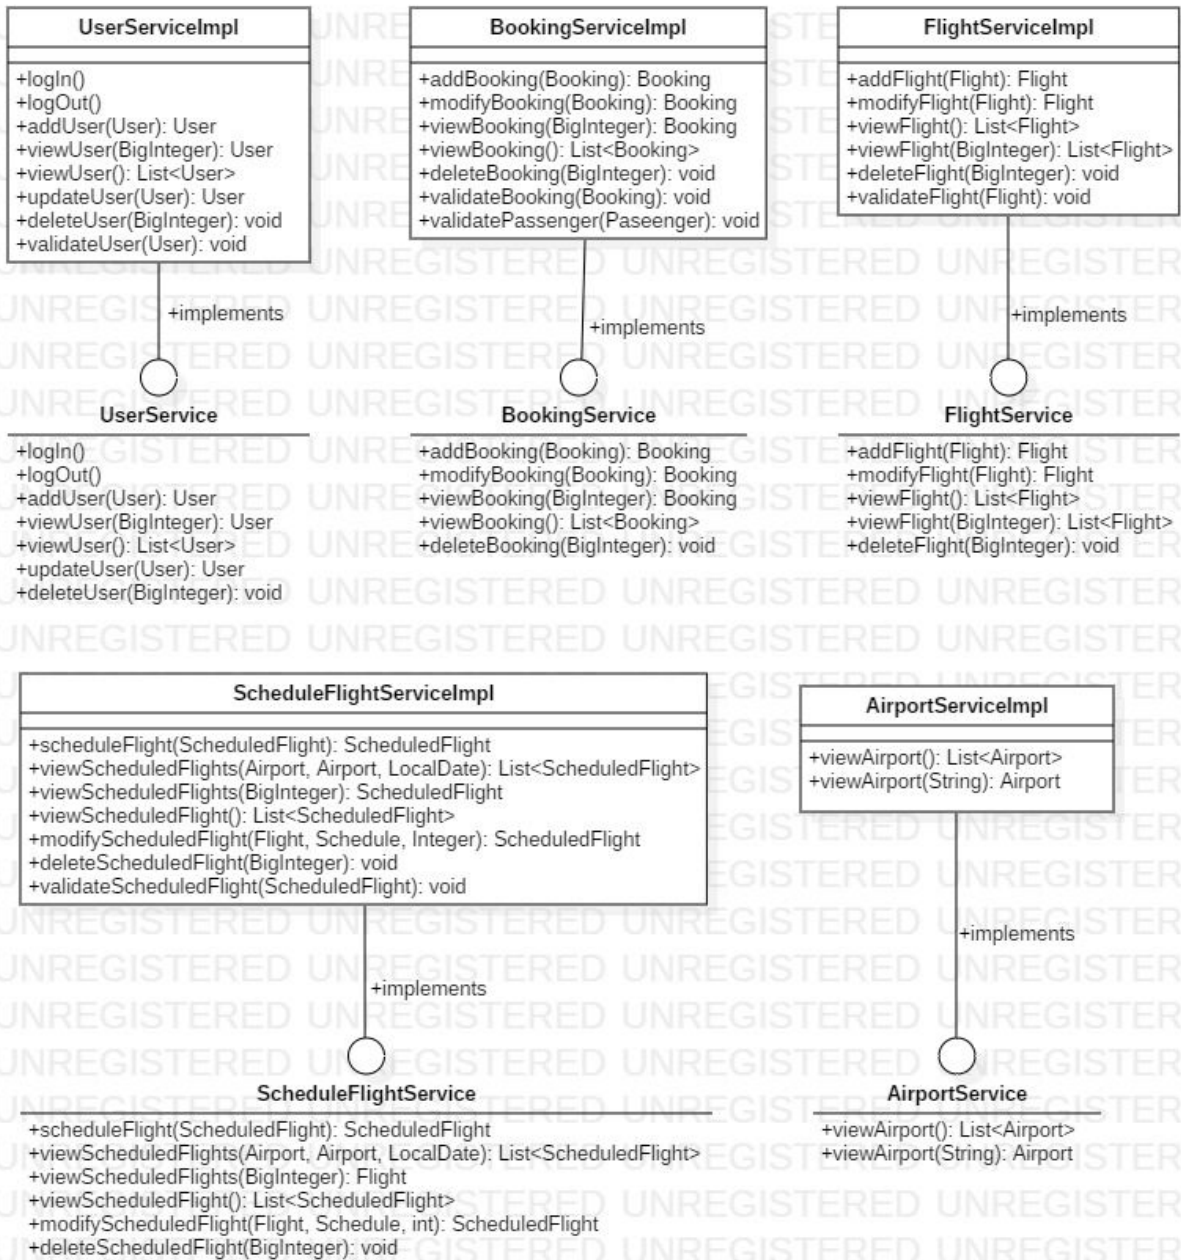 UserServiceImpl
+logIn()
+logOut()
+addUser(User): User
+viewUser(BigInteger): User
+viewUser(): List<User>
+updateUser(User): User
+deleteUser(BigInteger): void
+validateUser(User): void
+implements
UserService
+logIn()
+logOut()
+addUser(User): User
+viewUser(BigInteger): User
+viewUser(): List<User>
+updateUser(User): User
+deleteUser(BigInteger): void
BookingServiceImpl
+addBooking(Booking): Booking
+modifyBooking(Booking): Booking
+viewBooking(BigInteger): Booking
+viewBooking(): List<Booking>
+deleteBooking(BigInteger): void
+validateBooking(Booking): void
+validatePassenger(Paseenger): void
+implements
BookingService
+addBooking(Booking): Booking
+modifyBooking(Booking): Booking
+viewBooking(BigInteger): Booking
+viewBooking(): List<Booking>
+deleteBooking(BigInteger): void
FlightServiceImpl
+addFlight(Flight): Flight
+modifyFlight(Flight): Flight
+viewFlight(): List<Flight>
+viewFlight(BigInteger): List<Flight>
+deleteFlight(BigInteger): void
+validateFlight(Flight): void
+implements
FlightService
+addFlight(Flight): Flight
+modifyFlight(Flight): Flight
+viewFlight(): List<Flight>
+viewFlight(BigInteger): List<Flight>
+deleteFlight(BigInteger): void
ScheduleFlightServiceImpl
+scheduleFlight(ScheduledFlight): ScheduledFlight
+viewScheduledFlights(Airport, Airport, LocalDate): List<ScheduledFlight>
+viewScheduledFlights(BigInteger): ScheduledFlight
+viewScheduledFlight(): List<ScheduledFlight>
+modifyScheduledFlight(Flight, Schedule, Integer): ScheduledFlight
+deleteScheduledFlight(BigInteger): void
+validateScheduledFlight(ScheduledFlight): void
+implements
ScheduleFlightService
+scheduleFlight(ScheduledFlight): ScheduledFlight
+viewScheduledFlights(Airport, Airport, LocalDate): List<ScheduledFlight>
+viewScheduledFlights(BigInteger): Flight
+viewScheduledFlight(): List<ScheduledFlight>
+modifyScheduledFlight(Flight, Schedule, int): ScheduledFlight
+deleteScheduledFlight(BigInteger): void
AirportServiceImpl
+viewAirport(): List<Airport>
+viewAirport(String): Airport
+implements
AirportService
+viewAirport(): List<Airport>
+viewAirport(String): Airport
UNREGISTERED